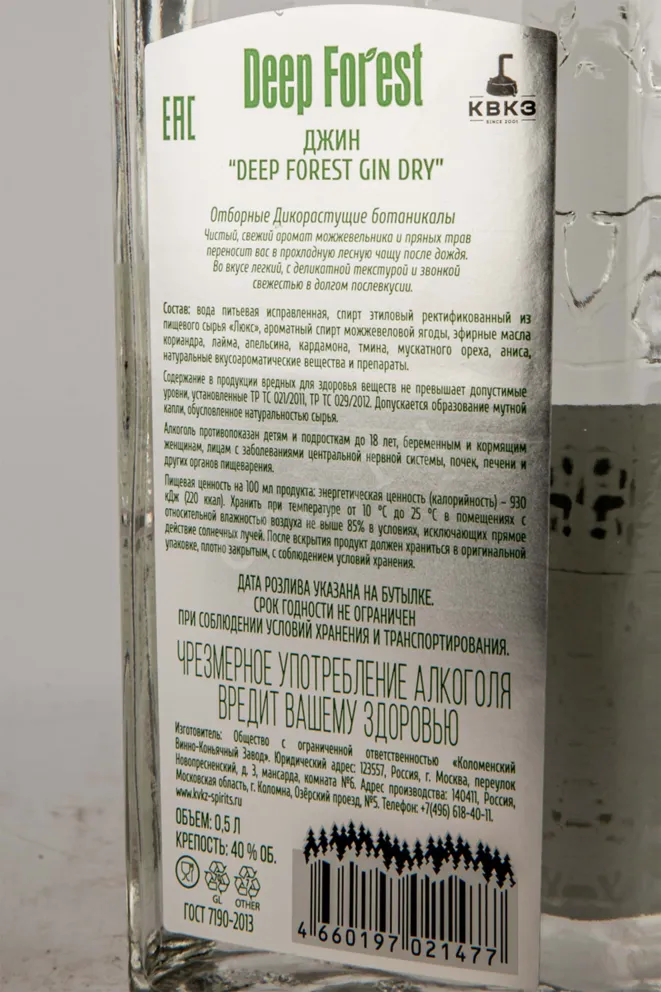 Deep Forest
EAC
КВКЗ
SINCE 2001
ДЖИН
“DEEP FOREST GIN DRY”
Отборные Дикорастущие ботаникалы
Чистый, свежий аромат можжевельника и пряных трав
переносит вас в прохладную лесную чащу после дождя.
Во вкусе легкий, с деликатной текстурой и звонкой
свежестью в долгом послевкусии.
Состав: вода питьевая исправленная, спирт этиловый ректификованный из
пищевого сырья «Люкс», ароматный спирт можжевеловой ягоды, эфирные масла
кориандра, лайма, апельсина, кардамона, тмина, мускатного ореха, аниса,
натуральные вкусоароматические вещества и препараты.
Содержание в продукции вредных для здоровья веществ не превышает допустимые
уровни, установленные ТР ТС 021/2011, ТР ТС 029/2012. Допускается образование мутной
капли, обусловленное натуральностью сырья.
Алкоголь противопоказан детям и подросткам до 18 лет, беременным и кормящим
женщинам, лицам с заболеваниями центральной нервной системы, почек, печени и
других органов пищеварения.
Пищевая ценность на 100 мл продукта: энергетическая ценность (калорийность) – 930
кДж (220 ккал). Хранить при температуре от 10 °С до 25 °С в помещениях с
относительной влажностью воздуха не выше 85% в условиях, исключающих прямое
действие солнечных лучей. После вскрытия продукт должен храниться в оригинальной
упаковке, плотно закрытым, с соблюдением условий хранения.
ДАТА РОЗЛИВА УКАЗАНА НА БУТЫЛКЕ.
СРОК ГОДНОСТИ НЕ ОГРАНИЧЕН
ПРИ СОБЛЮДЕНИИ УСЛОВИЙ ХРАНЕНИЯ И ТРАНСПОРТИРОВАНИЯ.
ЧРЕЗМЕРНОЕ УПОТРЕБЛЕНИЕ АЛКОГОЛЯ
ВРЕДИТ ВАШЕМУ ЗДОРОВЬЮ
Изготовитель: Общество с ограниченной ответственностью «Коломенский
Винно-Коньячный Завод». Юридический адрес: 123557, Россия, г. Москва, переулок
Новопресненский, д. 3, мансарда, комната №6. Адрес производства: 140411, Россия,
Московская область, г. Коломна, Озёрский проезд, №5. Телефон: +7(496) 618-40-11.
www.kvkz-spirits.ru
ОБЪЕМ: 0,5 Л
КРЕПОСТЬ: 40 % ОБ.
GL OTHER
ГОСТ 7190-2013
4 660197 021477